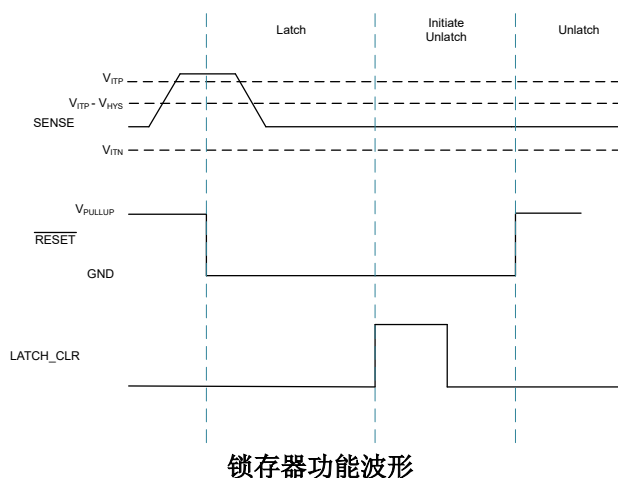 Latch
Initiate
Unlatch
Unlatch
VITP
VITP - VHYS
SENSE
VITN
VPULLUP
RESET
GND
LATCH_CLR
锁存器功能波形